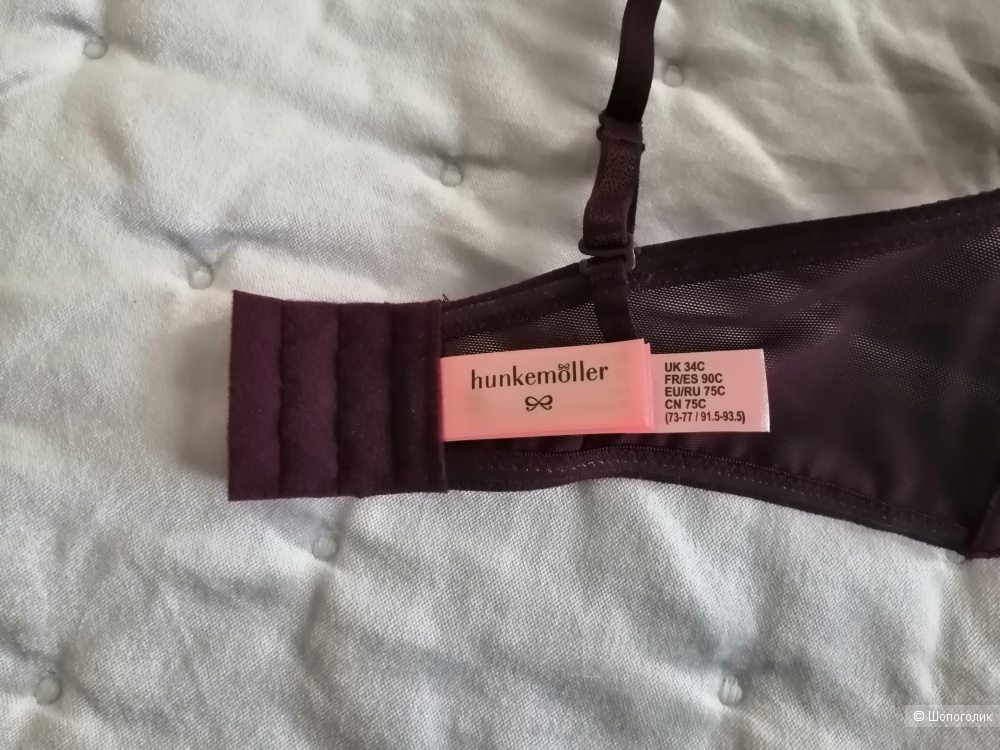 hunkemöller
UK 34C
FR/ES 90C
EU/RU 75C
CN 75C
(73-77 / 91.5-93.5)
© Шопоголик